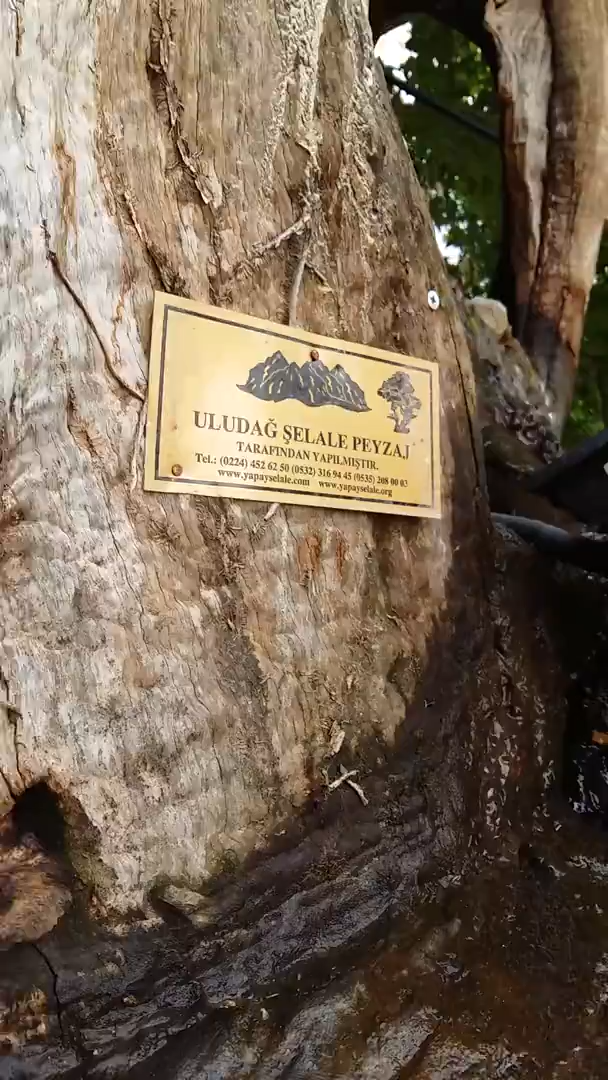 ULUDAĞ ŞELALE PEYZAJ
TARAFINDAN YAPILMIŞTIR.
Tel.: (0224) 452 62 50 (0532) 316 94 45 (0535) 208 00 03
www.yapayselale.com www.yapayselale.org